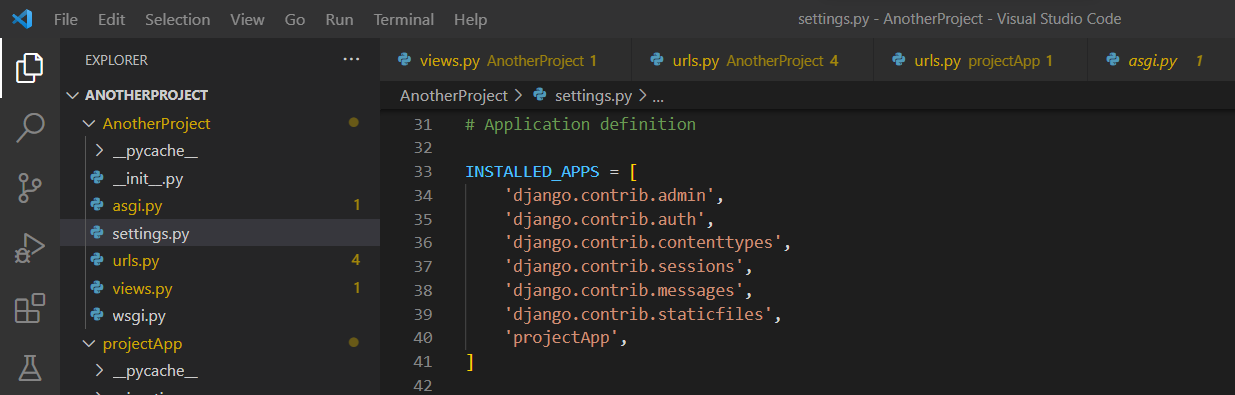 File Edit Selection View Go Run Terminal Help settings.py - AnotherProject - Visual Studio Code
EXPLORER ...
views.py AnotherProject 1 urls.py AnotherProject 4 urls.py projectApp 1 asgi.py 1
ANOTHERPROJECT
AnotherProject
__pycache__
__init__.py
asgi.py 1
settings.py
urls.py 4
views.py 1
wsgi.py
projectApp
__pycache__
AnotherProject > settings.py > ...
31 # Application definition
32
33 INSTALLED_APPS = [
34 'django.contrib.admin',
35 'django.contrib.auth',
36 'django.contrib.contenttypes',
37 'django.contrib.sessions',
38 'django.contrib.messages',
39 'django.contrib.staticfiles',
40 'projectApp',
41 ]
42